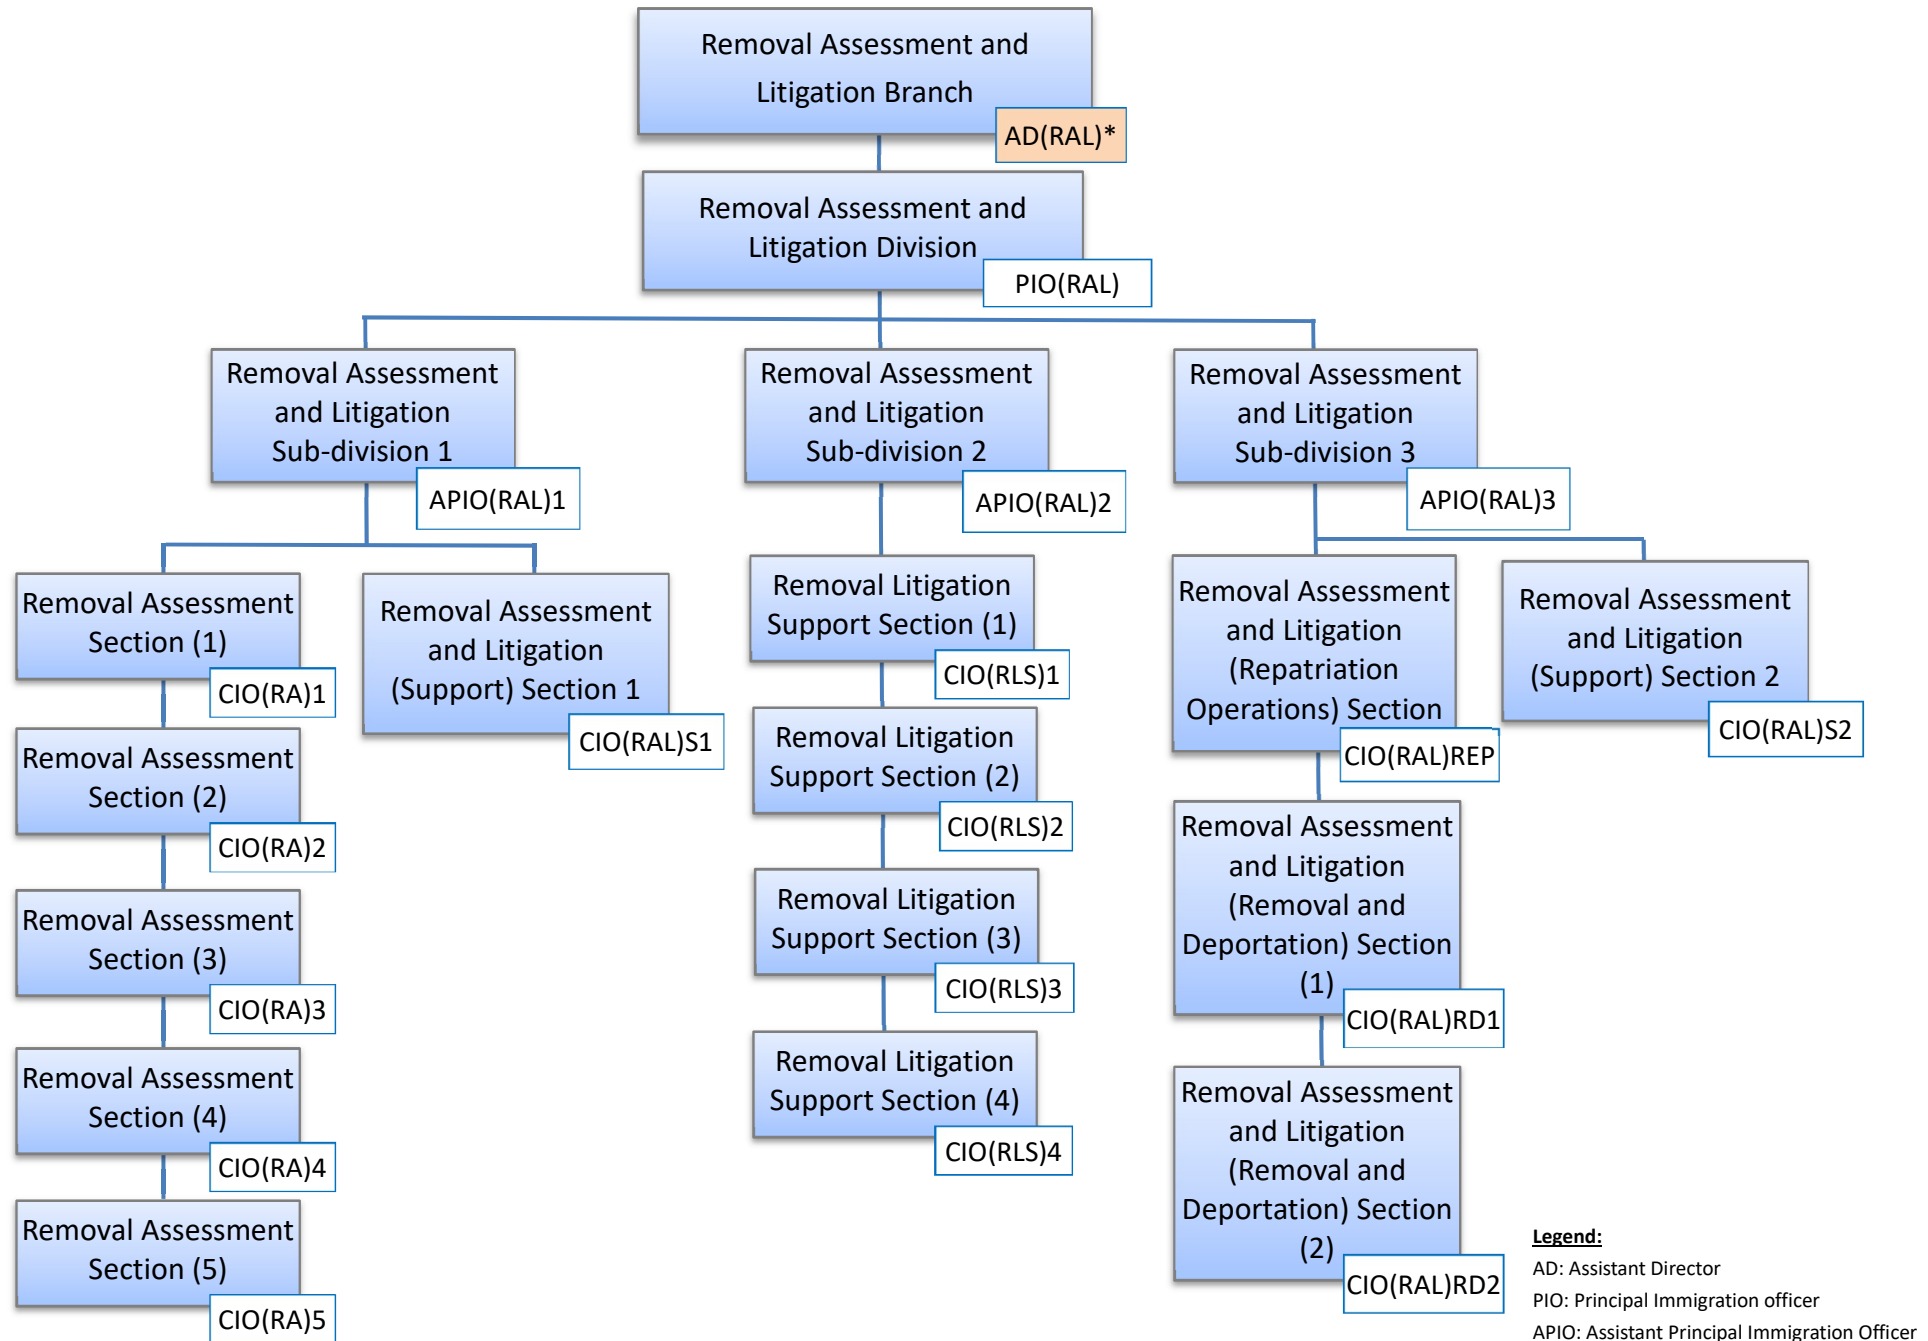 Removal Assessment and
Litigation Branch
AD(RAL)*
Removal Assessment and
Litigation Division
PIO(RAL)
Removal Assessment
and Litigation
Sub-division 1
APIO(RAL)1
Removal Assessment
and Litigation
Sub-division 2
APIO(RAL)2
Removal Assessment
and Litigation
Sub-division 3
APIO(RAL)3
Removal Assessment
Section (1)
CIO(RA)1
Removal Assessment
Section (2)
CIO(RA)2
Removal Assessment
Section (3)
CIO(RA)3
Removal Assessment
Section (4)
CIO(RA)4
Removal Assessment
Section (5)
CIO(RA)5
Removal Assessment
and Litigation
(Support) Section 1
CIO(RAL)S1
Removal Litigation
Support Section (1)
CIO(RLS)1
Removal Litigation
Support Section (2)
CIO(RLS)2
Removal Litigation
Support Section (3)
CIO(RLS)3
Removal Litigation
Support Section (4)
CIO(RLS)4
Removal Assessment
and Litigation
(Repatriation
Operations) Section
CIO(RAL)REP
Removal Assessment
and Litigation
(Removal and
Deportation) Section
(1)
CIO(RAL)RD1
Removal Assessment
and Litigation
(Removal and
Deportation) Section
(2)
CIO(RAL)RD2
Removal Assessment
and Litigation
(Support) Section 2
CIO(RAL)S2
Legend:
AD: Assistant Director
PIO: Principal Immigration officer
APIO: Assistant Principal Immigration Officer